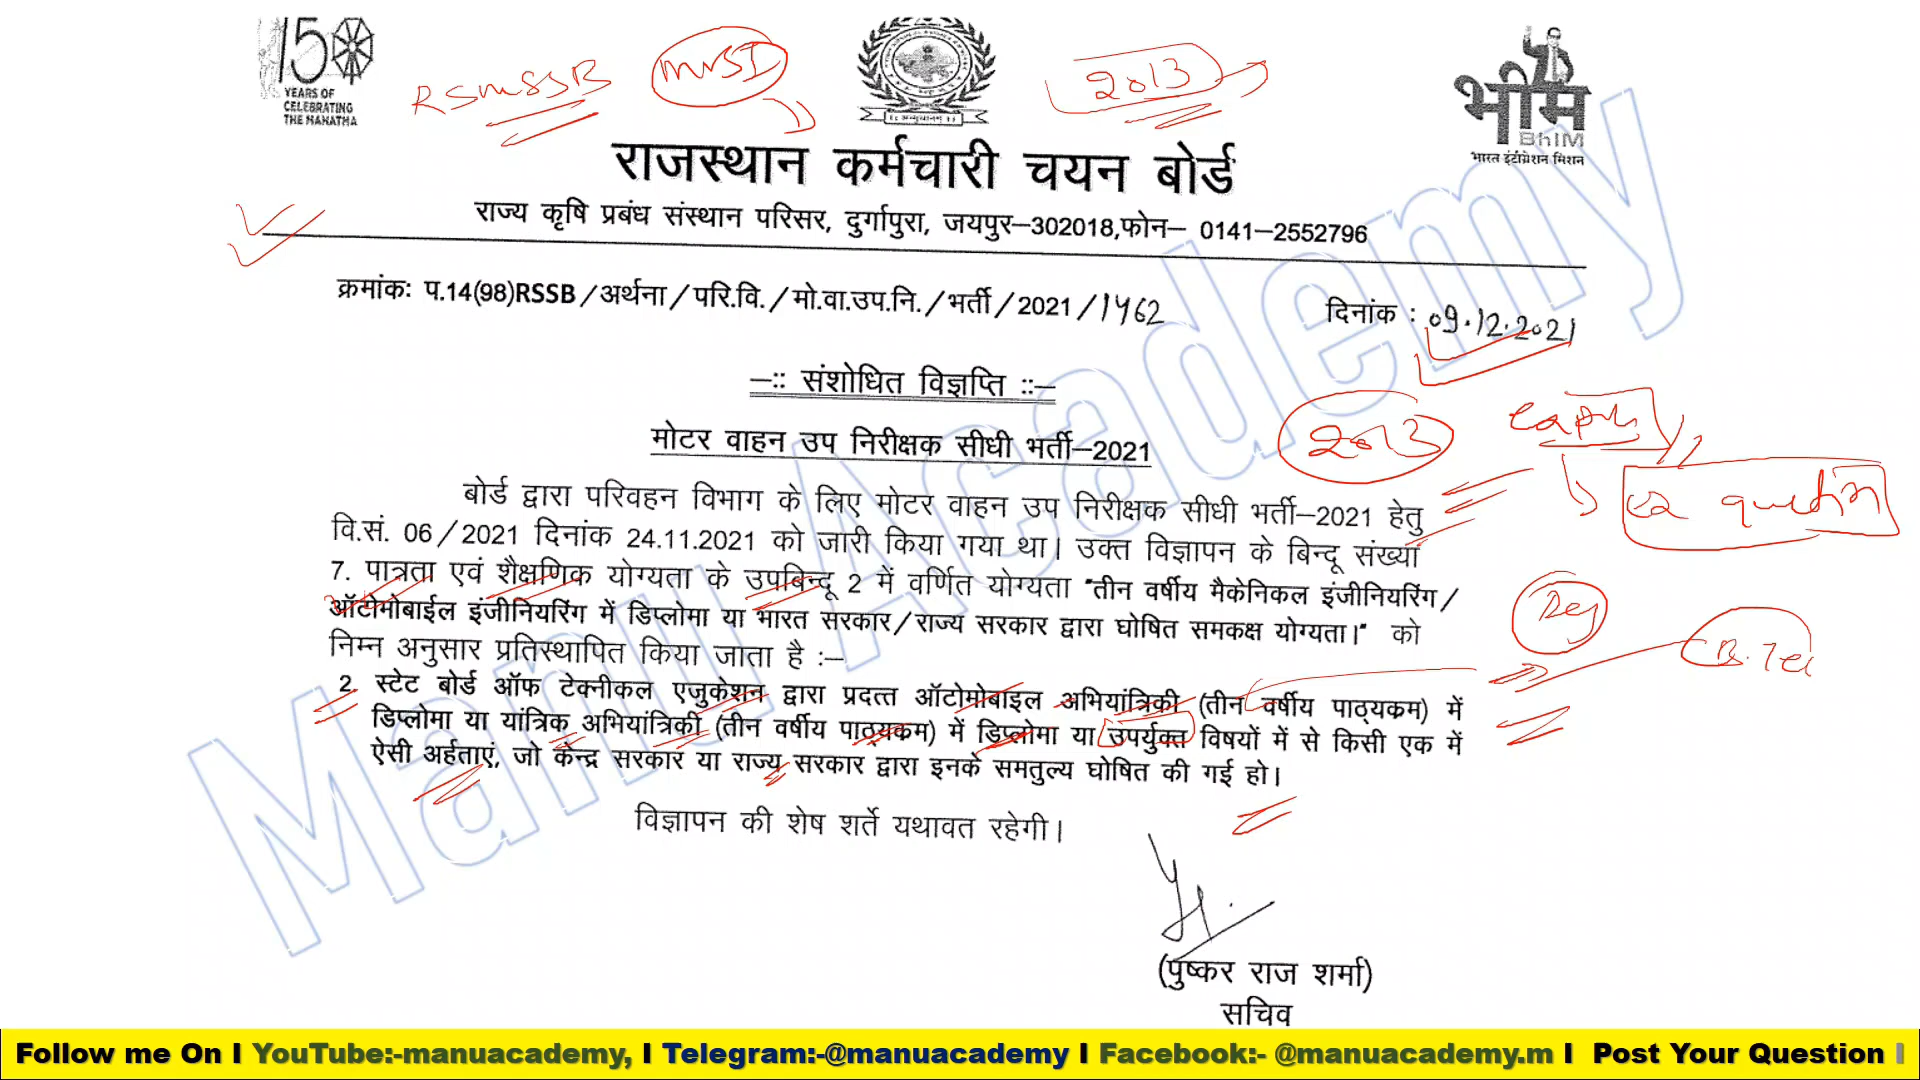 150
YEARS OF
CELEBRATING
THE MAHATMA
RSMSSB
MVSI
2013
भीम
BhIM
भारत इंटीग्रेशन मिशन
राजस्थान कर्मचारी चयन बोर्ड
राज्य कृषि प्रबंध संस्थान परिसर, दुर्गापुरा, जयपुर–302018,फोन– 0141–2552796
क्रमांकः प.14(98)RSSB/अर्थना/परि.वि./मो.वा.उप.नि./भर्ती/2021/1462
दिनांक : 09.12.2021
–:: संशोधित विज्ञप्ति ::–
मोटर वाहन उप निरीक्षक सीधी भर्ती–2021
2013
बोर्ड द्वारा परिवहन विभाग के लिए मोटर वाहन उप निरीक्षक सीधी भर्ती–2021 हेतु
वि.सं. 06/2021 दिनांक 24.11.2021 को जारी किया गया था। उक्त विज्ञापन के बिन्दू संख्या
7. पात्रता एवं शैक्षणिक योग्यता के उपबिन्दू 2 में वर्णित योग्यता "तीन वर्षीय मैकेनिकल इंजीनियरिंग/
ऑटोमोबाईल इंजीनियरिंग में डिप्लोमा या भारत सरकार/राज्य सरकार द्वारा घोषित समकक्ष योग्यता।" को
निम्न अनुसार प्रतिस्थापित किया जाता है :–
question
B.Te
2. स्टेट बोर्ड ऑफ टेक्नीकल एजुकेशन द्वारा प्रदत्त ऑटोमोबाइल अभियांत्रिकी (तीन वर्षीय पाठ्यक्रम) में
डिप्लोमा या यांत्रिक अभियांत्रिकी (तीन वर्षीय पाठ्यक्रम) में डिप्लोमा या उपर्युक्त विषयों में से किसी एक में
ऐसी अर्हताएं, जो केन्द्र सरकार या राज्य सरकार द्वारा इनके समतुल्य घोषित की गई हो।
विज्ञापन की शेष शर्ते यथावत रहेगी।
(पुष्कर राज शर्मा)
सचिव
Manu Academy
Follow me On I YouTube:-manuacademy, I Telegram:-@manuacademy I Facebook:- @manuacademy.m I Post Your Question I